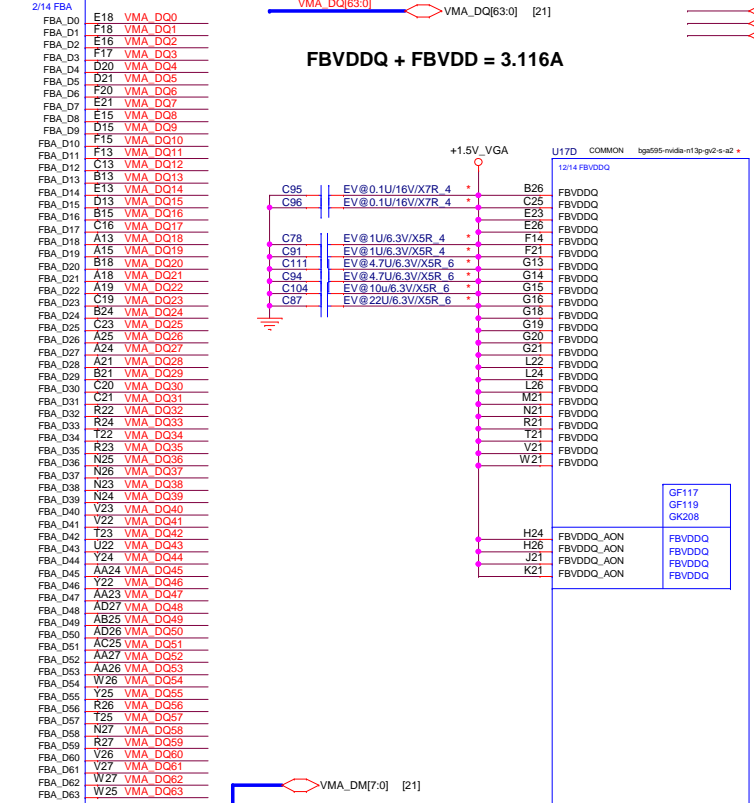 2/14 FBA
FBA_D0 E18 VMA_DQ0
FBA_D1 F18 VMA_DQ1
FBA_D2 E16 VMA_DQ2
FBA_D3 F17 VMA_DQ3
FBA_D4 D20 VMA_DQ4
FBA_D5 D21 VMA_DQ5
FBA_D6 F20 VMA_DQ6
FBA_D7 E21 VMA_DQ7
FBA_D8 E15 VMA_DQ8
FBA_D9 D15 VMA_DQ9
FBA_D10 F15 VMA_DQ10
FBA_D11 F13 VMA_DQ11
FBA_D12 C13 VMA_DQ12
FBA_D13 B13 VMA_DQ13
FBA_D14 E13 VMA_DQ14
FBA_D15 D13 VMA_DQ15
FBA_D16 B15 VMA_DQ16
FBA_D17 C16 VMA_DQ17
FBA_D18 A13 VMA_DQ18
FBA_D19 A15 VMA_DQ19
FBA_D20 B18 VMA_DQ20
FBA_D21 A18 VMA_DQ21
FBA_D22 A19 VMA_DQ22
FBA_D23 C19 VMA_DQ23
FBA_D24 B24 VMA_DQ24
FBA_D25 C23 VMA_DQ25
FBA_D26 A25 VMA_DQ26
FBA_D27 A24 VMA_DQ27
FBA_D28 A21 VMA_DQ28
FBA_D29 B21 VMA_DQ29
FBA_D30 C20 VMA_DQ30
FBA_D31 C21 VMA_DQ31
FBA_D32 R22 VMA_DQ32
FBA_D33 R24 VMA_DQ33
FBA_D34 T22 VMA_DQ34
FBA_D35 R23 VMA_DQ35
FBA_D36 N25 VMA_DQ36
FBA_D37 N26 VMA_DQ37
FBA_D38 N23 VMA_DQ38
FBA_D39 N24 VMA_DQ39
FBA_D40 V23 VMA_DQ40
FBA_D41 V22 VMA_DQ41
FBA_D42 T23 VMA_DQ42
FBA_D43 U22 VMA_DQ43
FBA_D44 Y24 VMA_DQ44
FBA_D45 AA24 VMA_DQ45
FBA_D46 Y22 VMA_DQ46
FBA_D47 AA23 VMA_DQ47
FBA_D48 AD27 VMA_DQ48
FBA_D49 AB25 VMA_DQ49
FBA_D50 AD26 VMA_DQ50
FBA_D51 AC25 VMA_DQ51
FBA_D52 AA27 VMA_DQ52
FBA_D53 AA26 VMA_DQ53
FBA_D54 W26 VMA_DQ54
FBA_D55 Y25 VMA_DQ55
FBA_D56 R26 VMA_DQ56
FBA_D57 T25 VMA_DQ57
FBA_D58 N27 VMA_DQ58
FBA_D59 R27 VMA_DQ59
FBA_D60 V26 VMA_DQ60
FBA_D61 V27 VMA_DQ61
FBA_D62 W27 VMA_DQ62
FBA_D63 W25 VMA_DQ63
VMA_DQ[63:0]
VMA_DQ[63:0] [21]
FBVDDQ + FBVDD = 3.116A
+1.5V_VGA
C95 EV@0.1U/16V/X7R_4 *
C96 EV@0.1U/16V/X7R_4 *
C78 EV@1U/6.3V/X5R_4 *
C91 EV@1U/6.3V/X5R_4 *
C111 EV@4.7U/6.3V/X5R_6 *
C94 EV@4.7U/6.3V/X5R_6 *
C104 EV@10u/6.3V/X5R_6 *
C87 EV@22U/6.3V/X5R_6 *
U17D COMMON bga595-nvidia-n13p-gv2-s-a2 *
12/14 FBVDDQ
B26 FBVDDQ
C25 FBVDDQ
E23 FBVDDQ
E26 FBVDDQ
F14 FBVDDQ
F21 FBVDDQ
G13 FBVDDQ
G14 FBVDDQ
G15 FBVDDQ
G16 FBVDDQ
G18 FBVDDQ
G19 FBVDDQ
G20 FBVDDQ
G21 FBVDDQ
L22 FBVDDQ
L24 FBVDDQ
L26 FBVDDQ
M21 FBVDDQ
N21 FBVDDQ
R21 FBVDDQ
T21 FBVDDQ
V21 FBVDDQ
W21 FBVDDQ
GF117
GF119
GK208
H24 FBVDDQ_AON FBVDDQ
H26 FBVDDQ_AON FBVDDQ
J21 FBVDDQ_AON FBVDDQ
K21 FBVDDQ_AON FBVDDQ
VMA_DM[7:0] [21]